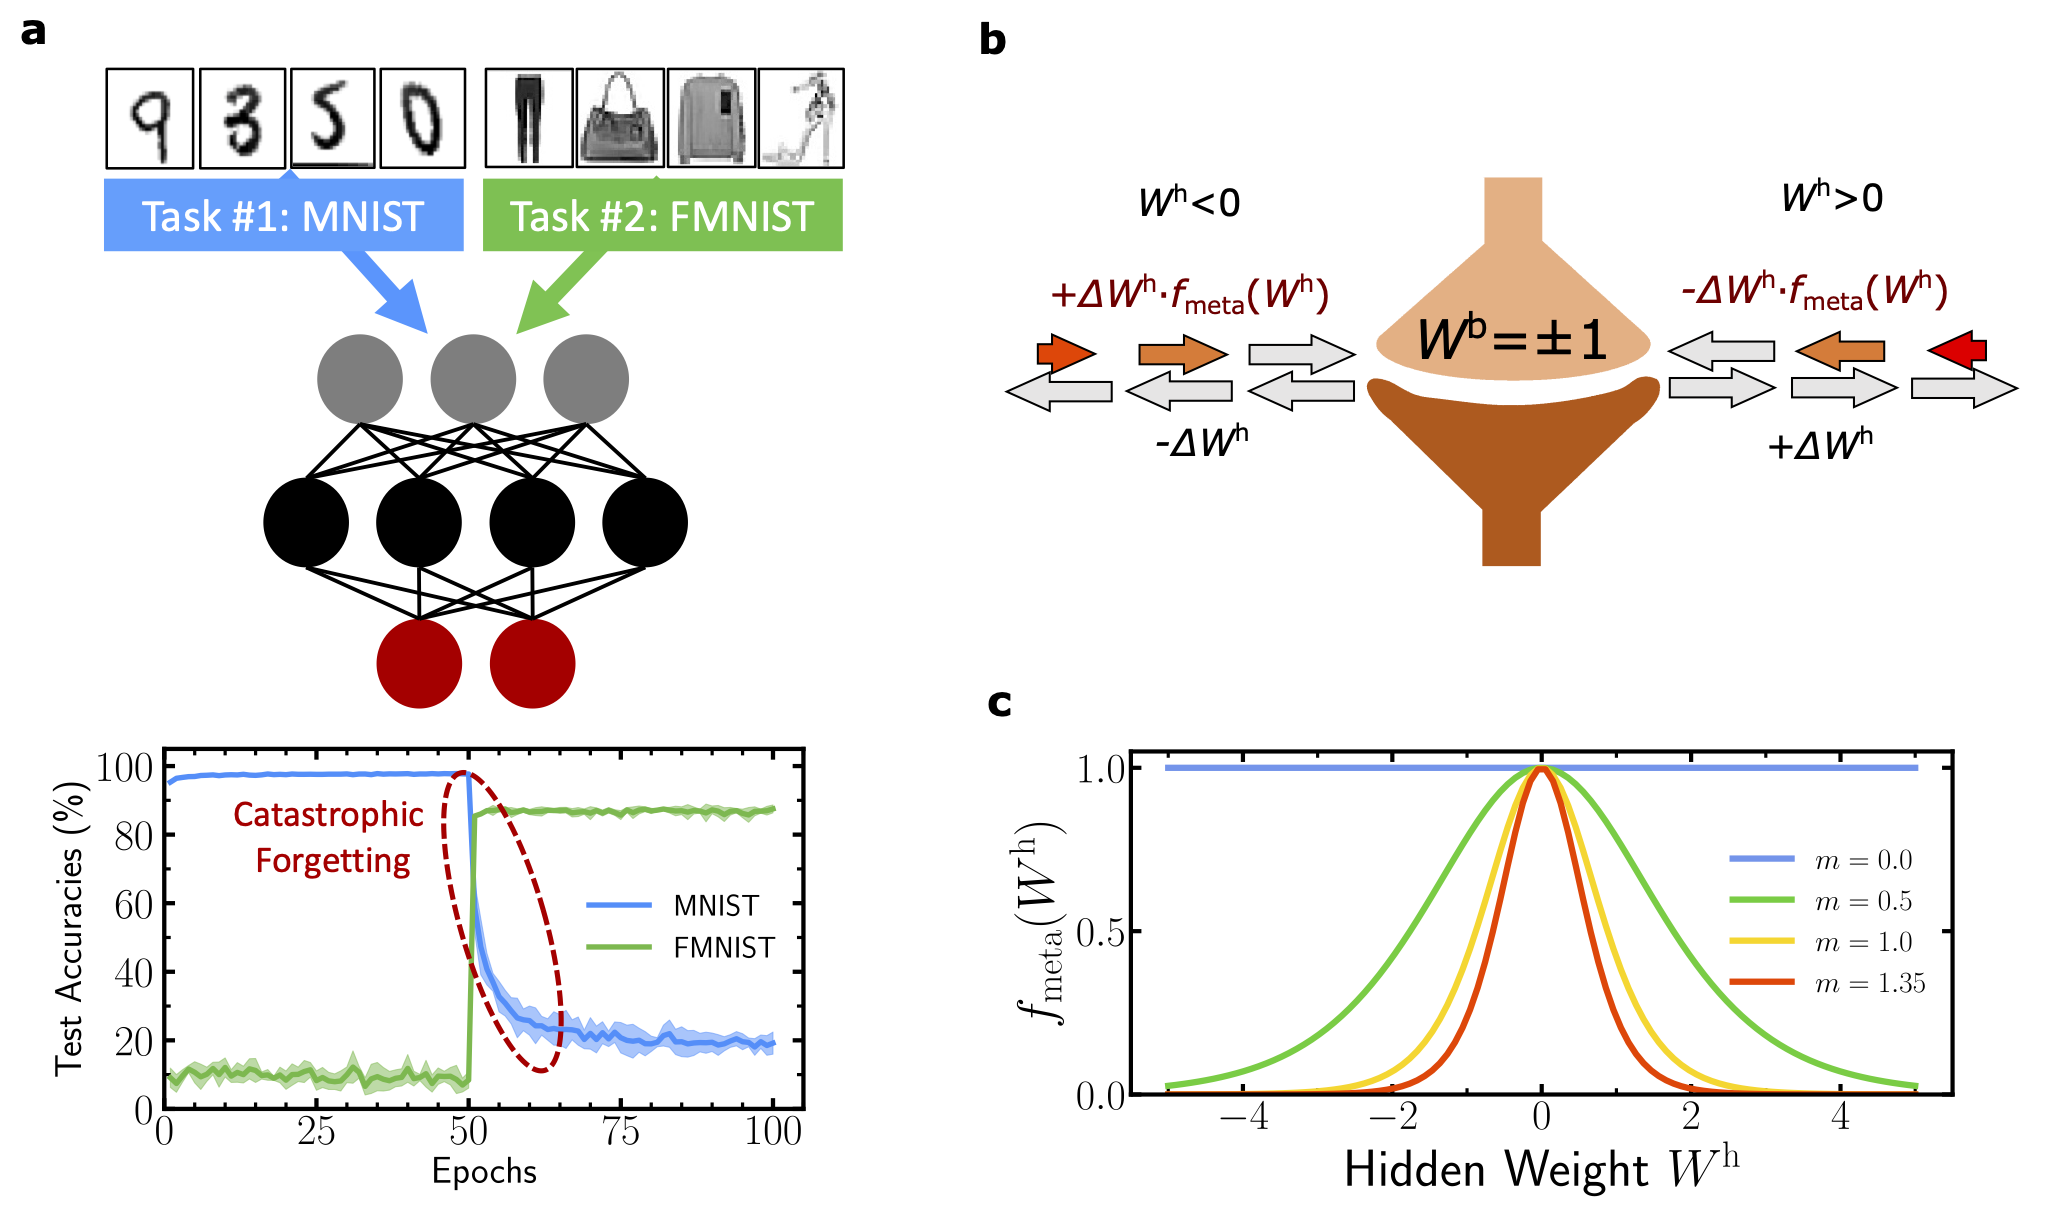 a
Task #1: MNIST
Task #2: FMNIST
100
80
60
40
20
0
Test Accuracies (%)
Catastrophic
Forgetting
MNIST
FMNIST
0 25 50 75 100
Epochs
b
Wʰ<0
Wʰ>0
+ΔWʰ·f_meta(Wʰ)
-ΔWʰ·f_meta(Wʰ)
Wᵇ=±1
-ΔWʰ
+ΔWʰ
c
1.0
0.5
0.0
f_meta(Wʰ)
m = 0.0
m = 0.5
m = 1.0
m = 1.35
−4 −2 0 2 4
Hidden Weight Wʰ